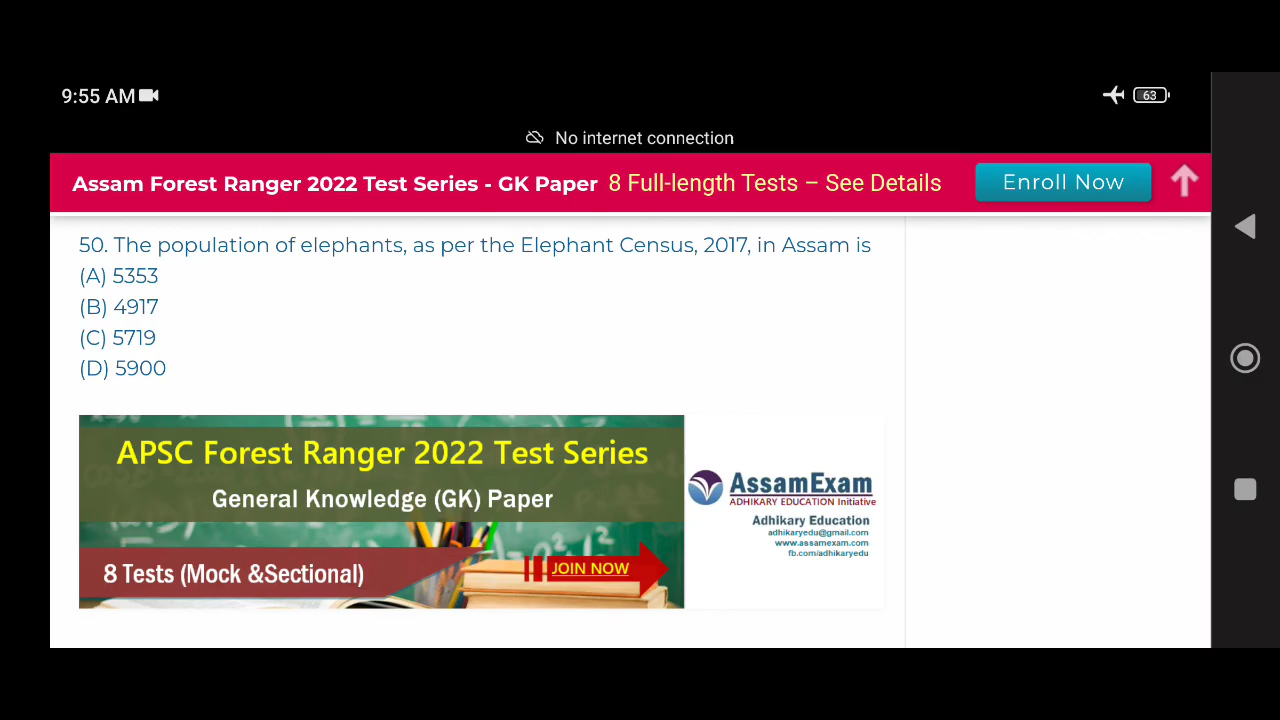 9:55 AM
63
No internet connection
Assam Forest Ranger 2022 Test Series - GK Paper 8 Full-length Tests – See Details Enroll Now
50. The population of elephants, as per the Elephant Census, 2017, in Assam is
(A) 5353
(B) 4917
(C) 5719
(D) 5900
APSC Forest Ranger 2022 Test Series
General Knowledge (GK) Paper
8 Tests (Mock &Sectional)
JOIN NOW
AssamExam
ADHIKARY EDUCATION Initiative
Adhikary Education
adhikaryedu@gmail.com
www.assamexam.com
fb.com/adhikaryedu